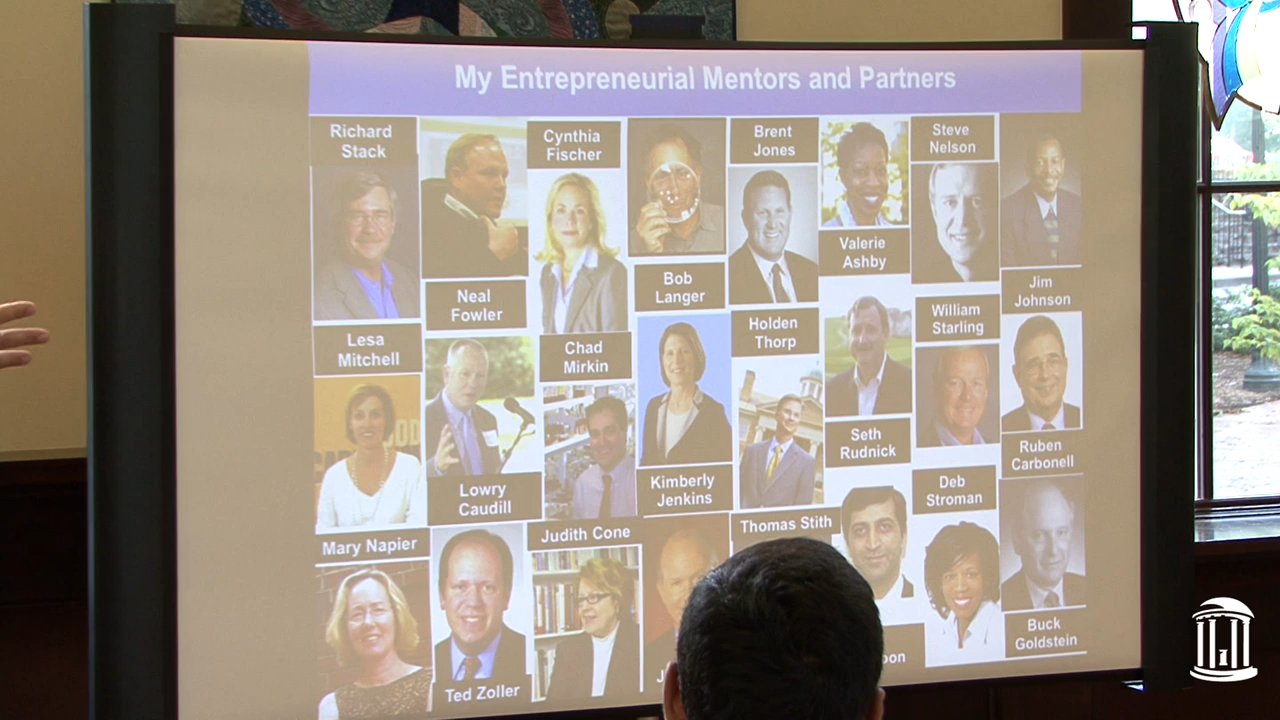 My Entrepreneurial Mentors and Partners
Richard
Stack
Cynthia
Fischer
Brent
Jones
Steve
Nelson
Valerie
Ashby
Neal
Fowler
Bob
Langer
Jim
Johnson
Lesa
Mitchell
Chad
Mirkin
Holden
Thorp
William
Starling
Seth
Rudnick
Ruben
Carbonell
Lowry
Caudill
Kimberly
Jenkins
Deb
Stroman
Mary Napier
Judith Cone
Thomas Stith
Buck
Goldstein
Ted Zoller